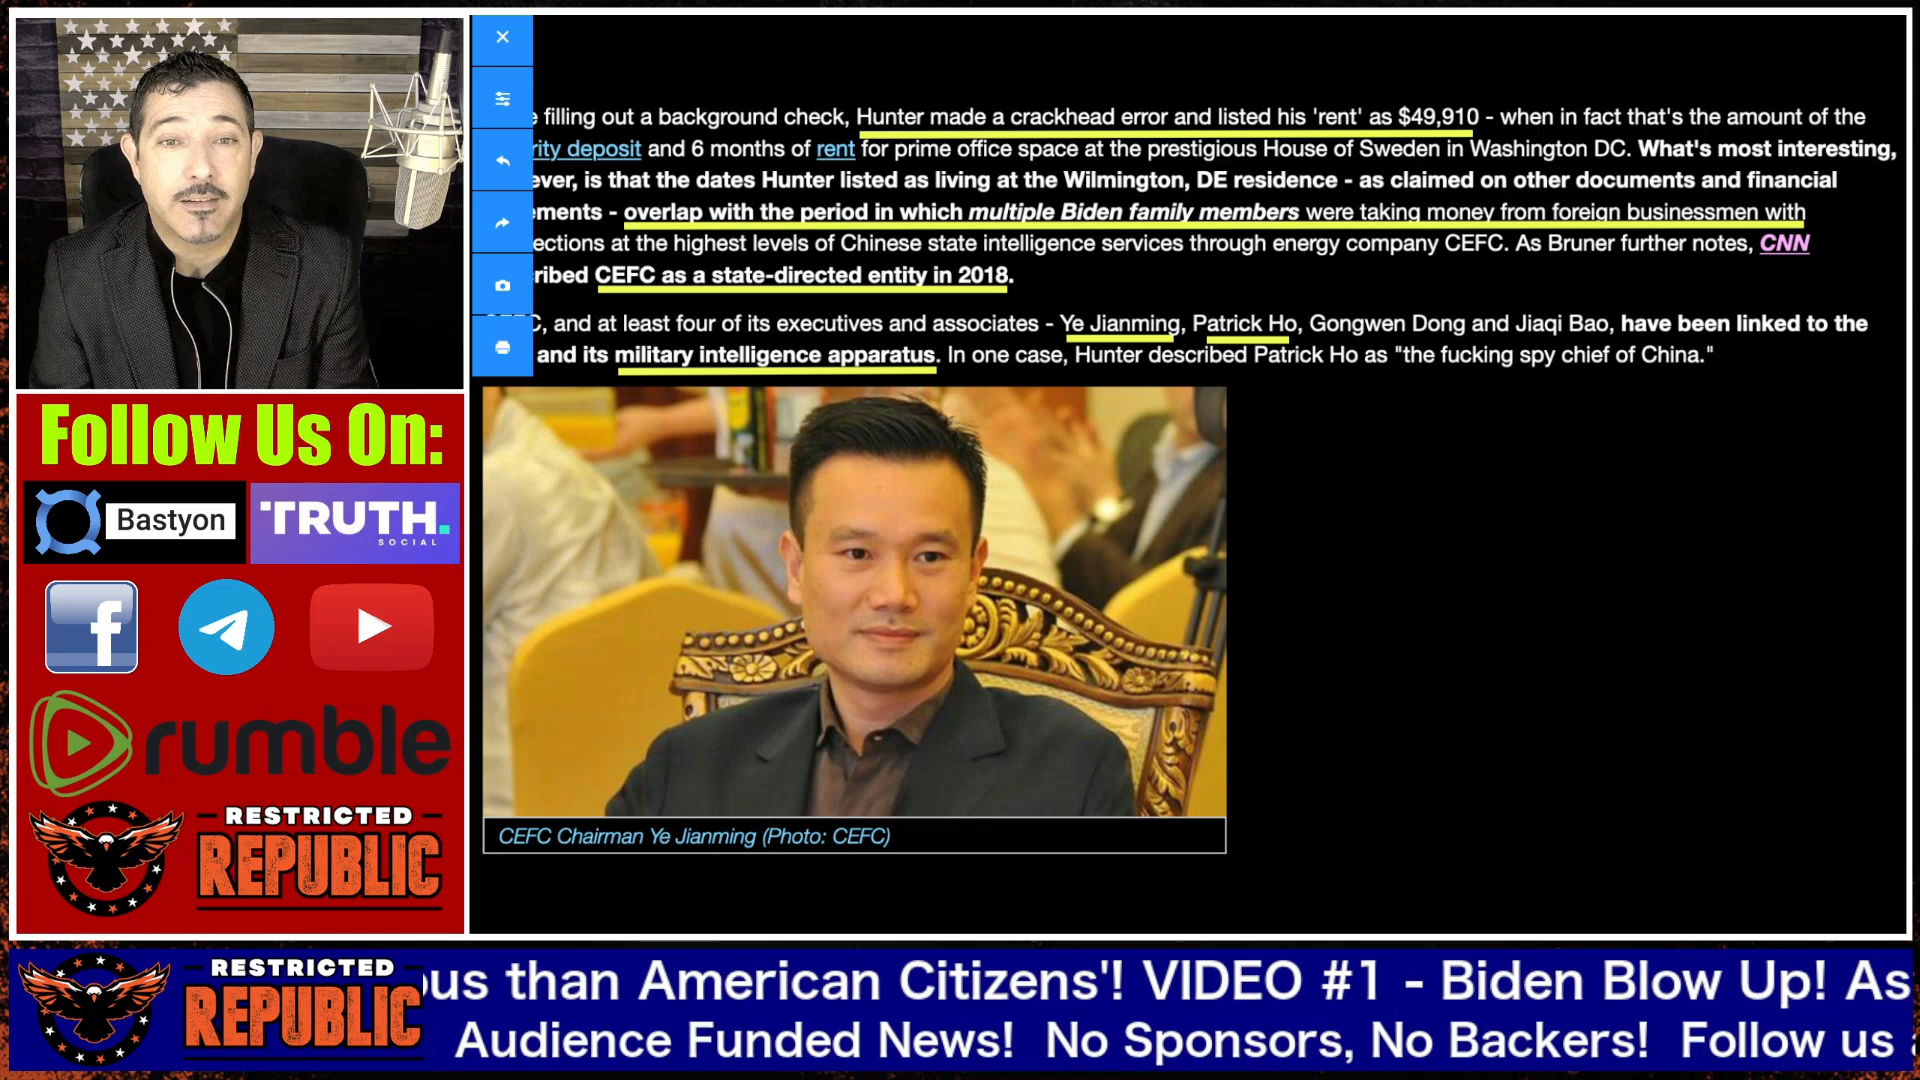 filling out a background check, Hunter made a crackhead error and listed his 'rent' as $49,910 - when in fact that's the amount of the
rity deposit and 6 months of rent for prime office space at the prestigious House of Sweden in Washington DC. What's most interesting,
ever, is that the dates Hunter listed as living at the Wilmington, DE residence - as claimed on other documents and financial
ements - overlap with the period in which multiple Biden family members were taking money from foreign businessmen with
ections at the highest levels of Chinese state intelligence services through energy company CEFC. As Bruner further notes, CNN
ribed CEFC as a state-directed entity in 2018.
C, and at least four of its executives and associates - Ye Jianming, Patrick Ho, Gongwen Dong and Jiaqi Bao, have been linked to the
and its military intelligence apparatus. In one case, Hunter described Patrick Ho as "the fucking spy chief of China."
CEFC Chairman Ye Jianming (Photo: CEFC)
Follow Us On:
Bastyon
TRUTH.
SOCIAL
f
rumble
RESTRICTED
REPUBLIC
RESTRICTED
REPUBLIC
ous than American Citizens'! VIDEO #1 - Biden Blow Up! As
Audience Funded News! No Sponsors, No Backers! Follow us